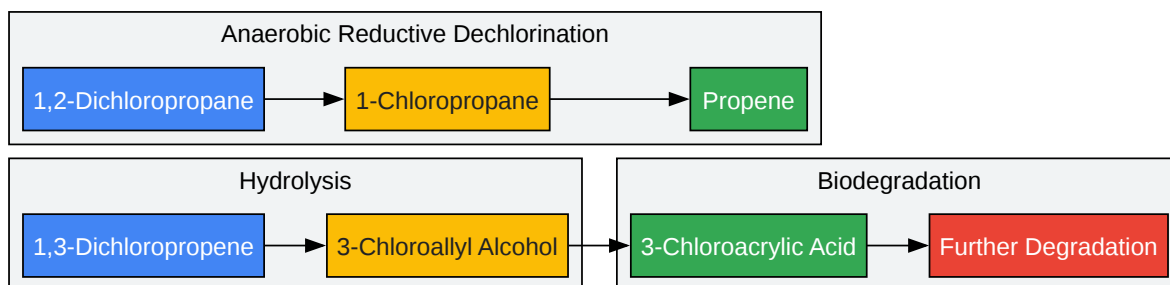 Anaerobic Reductive Dechlorination
1,2-Dichloropropane
1-Chloropropane
Propene
Hydrolysis
1,3-Dichloropropene
3-Chloroallyl Alcohol
Biodegradation
3-Chloroacrylic Acid
Further Degradation